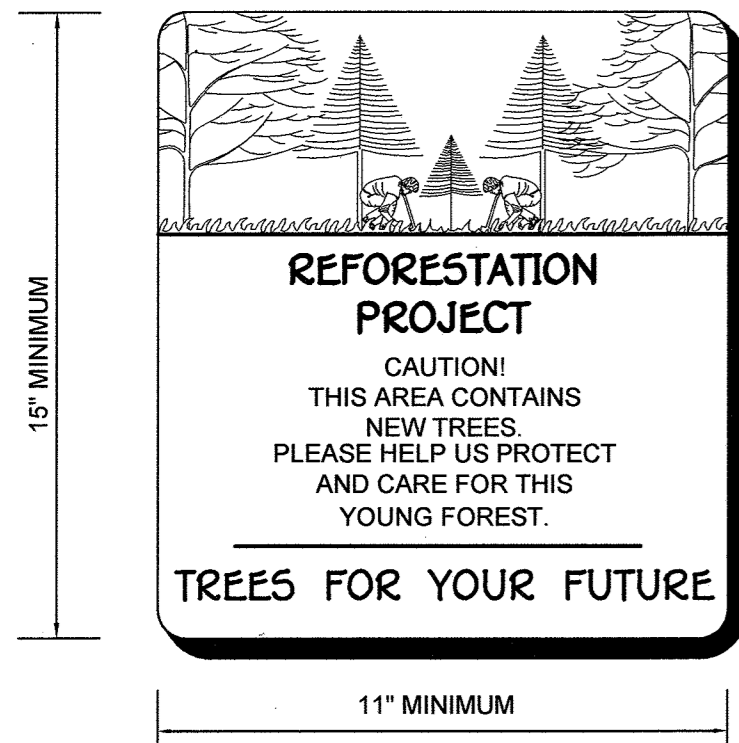 15" MINIMUM
REFORESTATION
PROJECT
CAUTION!
THIS AREA CONTAINS
NEW TREES.
PLEASE HELP US PROTECT
AND CARE FOR THIS
YOUNG FOREST.
TREES FOR YOUR FUTURE
11" MINIMUM